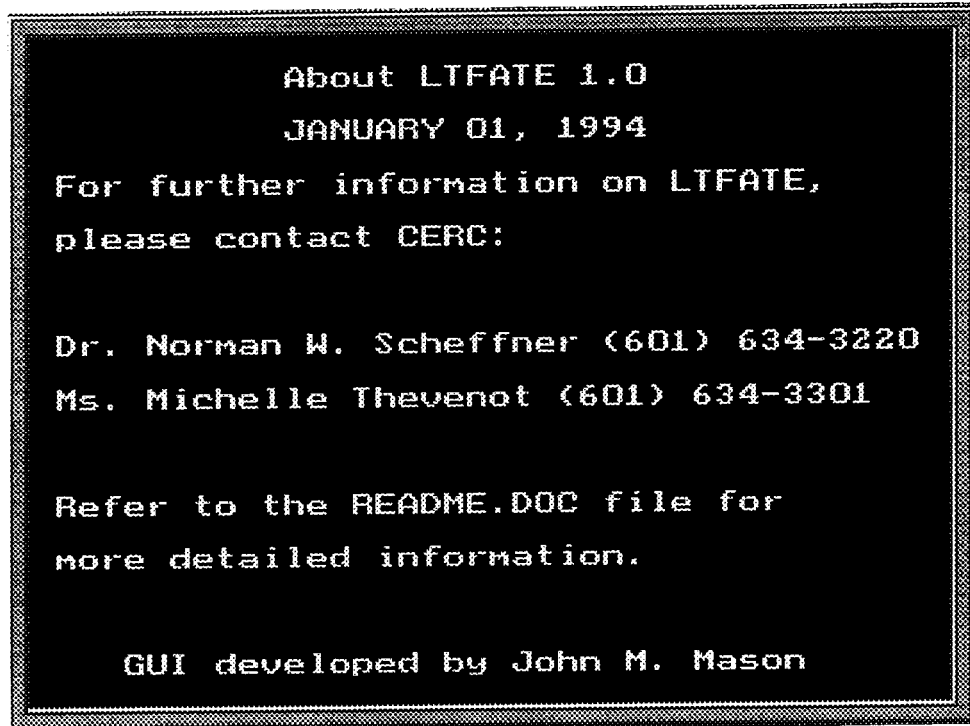 About LTFATE 1.0
JANUARY 01, 1994
For further information on LTFATE,
please contact CERC:
Dr. Norman W. Scheffner (601) 634-3220
Ms. Michelle Thevenot (601) 634-3301
Refer to the README.DOC file for
more detailed information.
GUI developed by John M. Mason